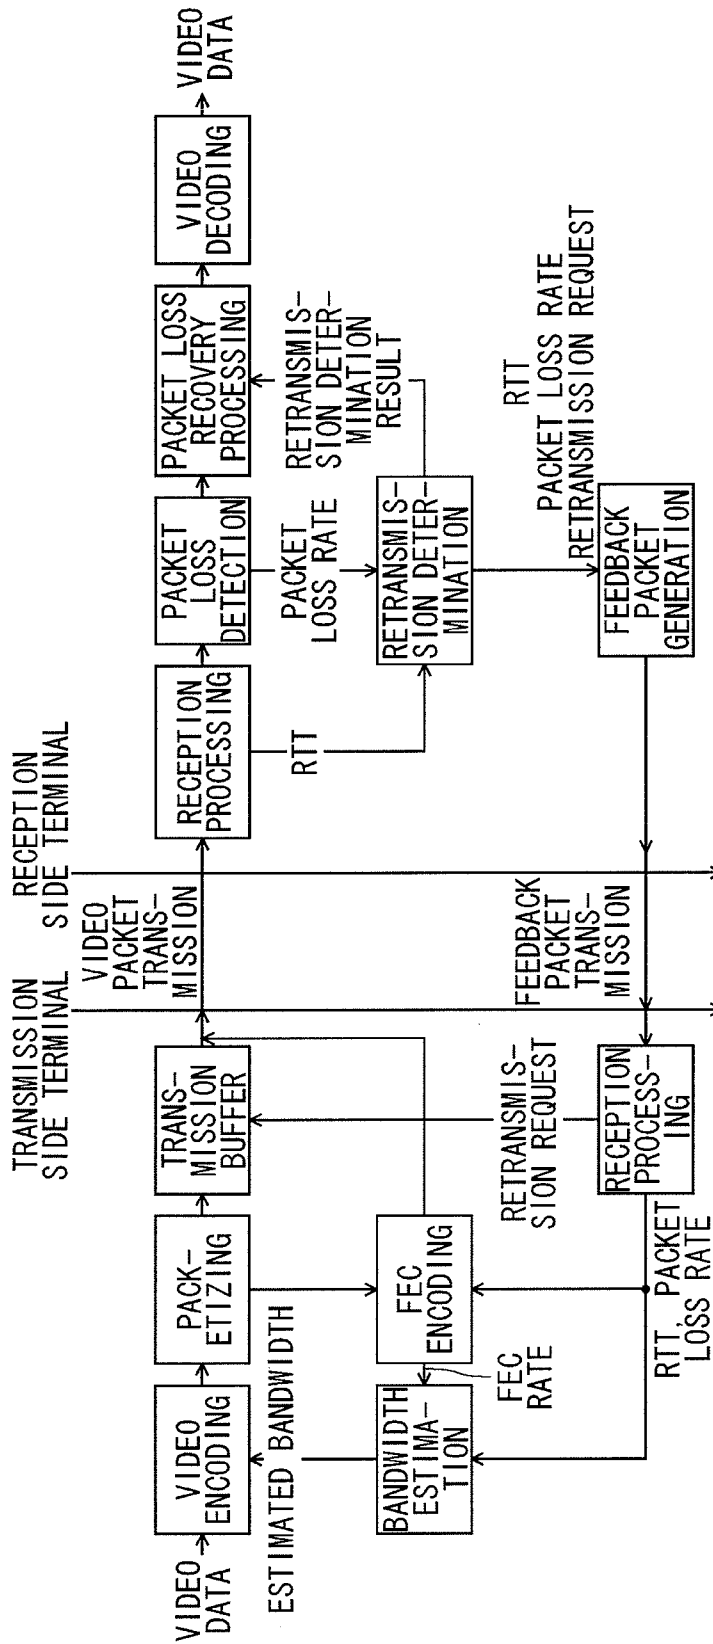 TRANSMISSION
SIDE TERMINAL
RECEPTION
SIDE TERMINAL
VIDEO
DATA
VIDEO
ENCODING
PACK-
ETIZING
TRANS-
MISSION
BUFFER
VIDEO
PACKET
TRANS-
MISSION
RECEPTION
PROCESSING
PACKET
LOSS
DETECTION
PACKET LOSS
RECOVERY
PROCESSING
VIDEO
DECODING
VIDEO
DATA
ESTIMATED BANDWIDTH
RTT
PACKET
LOSS RATE
RETRANSMIS-
SION DETER-
MINATION
RESULT
BANDWIDTH
ESTIMA-
TION
FEC
RATE
FEC
ENCODING
RETRANSMIS-
SION REQUEST
RETRANSMIS-
SION DETER-
MINATION
RTT
PACKET LOSS RATE
RETRANSMISSION REQUEST
FEEDBACK
PACKET
TRANS-
MISSION
RECEPTION
PROCESS-
ING
FEEDBACK
PACKET
GENERATION
RTT, PACKET
LOSS RATE